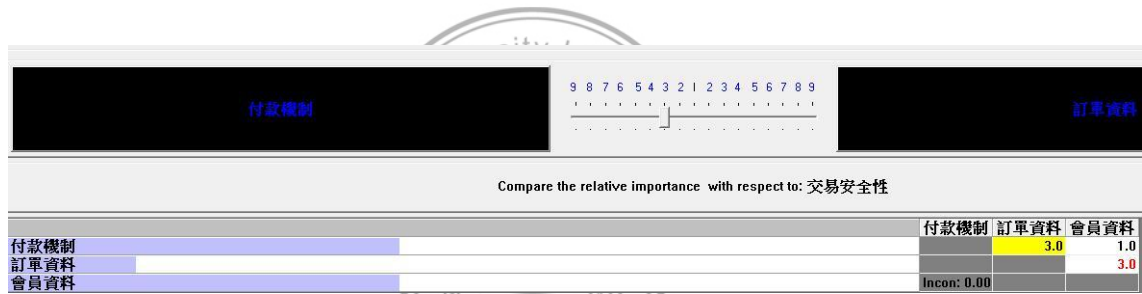 付款機制
9 8 7 6 5 4 3 2 1 2 3 4 5 6 7 8 9
訂單資料
Compare the relative importance with respect to: 交易安全性
付款機制 訂單資料 會員資料
付款機制 3.0 1.0
訂單資料 3.0
會員資料 Incon: 0.00